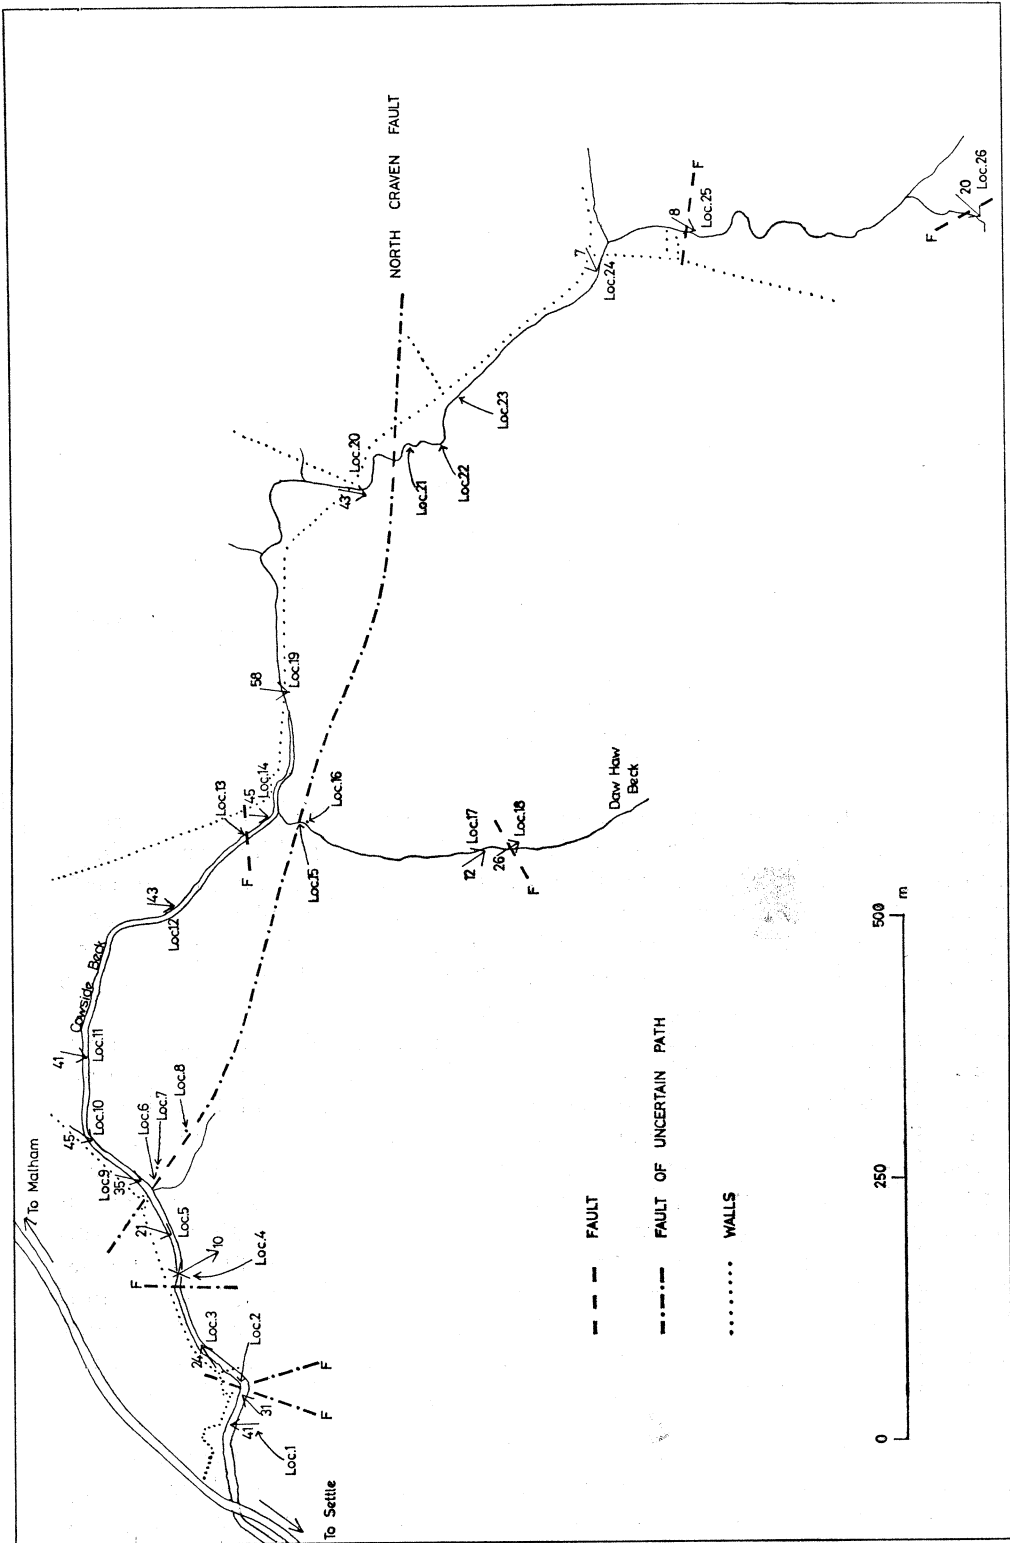 To Malham
To Settle
Loc.1
41
31
Loc.2
F
F
24
Loc.3
F
Loc.4
10
21
Loc.5
Loc.6
Loc.7
Loc.8
35
Loc.9
45
Loc.10
41
Loc.11
Cowside Beck
43
Loc12
Loc.13
F
45
Loc.14
Loc.15
Loc.16
12
Loc.17
26
Loc.18
F
Daw Haw
Beck
58
Loc.19
43
Loc.20
Loc.21
Loc.22
Loc.23
NORTH CRAVEN FAULT
7
Loc.24
8
F
Loc.25
F
20
Loc.26
FAULT
FAULT OF UNCERTAIN PATH
WALLS
0
250
500
m